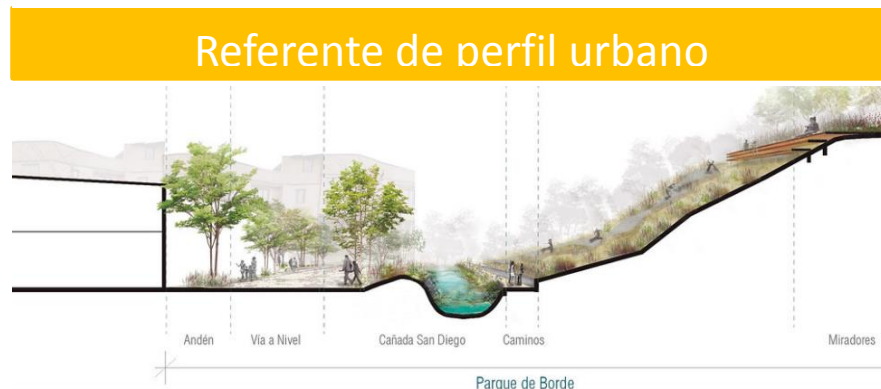 Referente de perfil urbano
Andén
Vía a Nivel
Cañada San Diego
Caminos
Miradores
Parque de Borde